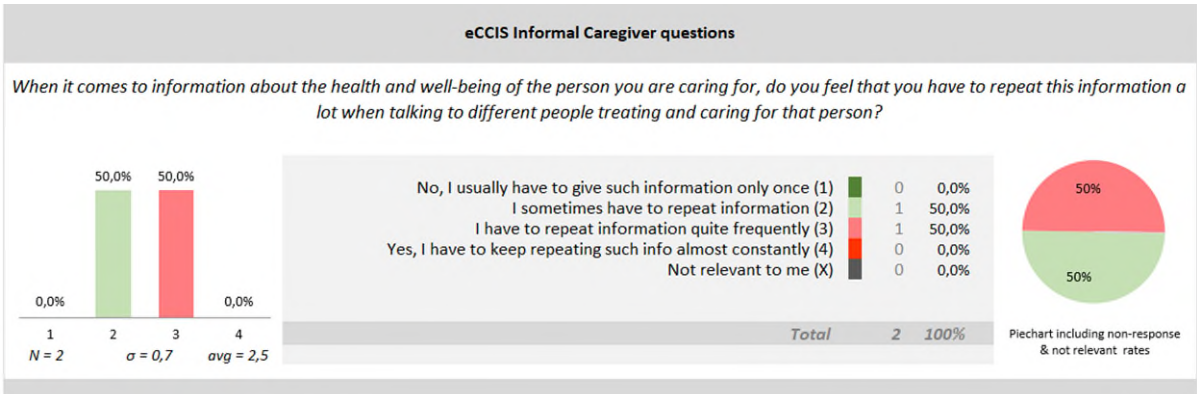 eCCIS Informal Caregiver questions
When it comes to information about the health and well-being of the person you are caring for, do you feel that you have to repeat this information a
lot when talking to different people treating and caring for that person?
50,0% 50,0%
0,0% 0,0%
1 2 3 4
N = 2 σ = 0,7 avg = 2,5
No, I usually have to give such information only once (1) 0 0,0%
I sometimes have to repeat information (2) 1 50,0%
I have to repeat information quite frequently (3) 1 50,0%
Yes, I have to keep repeating such info almost constantly (4) 0 0,0%
Not relevant to me (X) 0 0,0%
Total 2 100%
50%
50%
Piechart including non-response
& not relevant rates